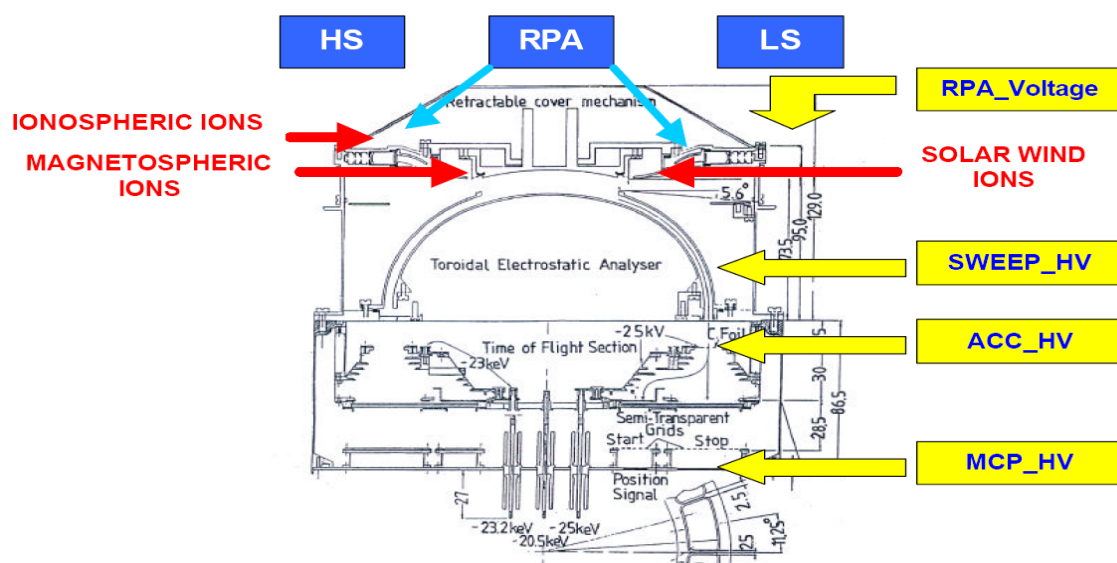 HS
RPA
LS
RPA_Voltage
Retractable cover mechanism
IONOSPHERIC IONS
MAGNETOSPHERIC
IONS
SOLAR WIND
IONS
5.6°
129.0
95.0
73.5
Toroidal Electrostatic Analyser
SWEEP_HV
-25kV
C.Foil
5
ACC_HV
Time of Flight Section
-23keV
30
86,5
Semi-Transparent
Grids
28,5
Start
Stop
MCP_HV
Position
Signal
27
2.5
-23.2keV
-25keV
-20.5keV
11,25°
25